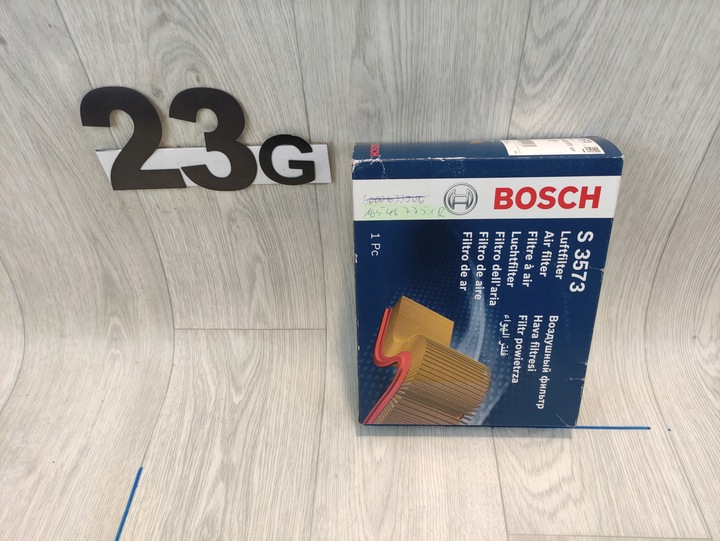 23G
BOSCH
165467751R
1 Pc
S 3573
Luftfilter
Air filter
Filtre à air
Luchtfilter
Filtro dell'aria
Filtro de aire
Filtro de ar
Воздушный фильтр
Hava filtresi
Filtr powietrza
فلتر الهواء